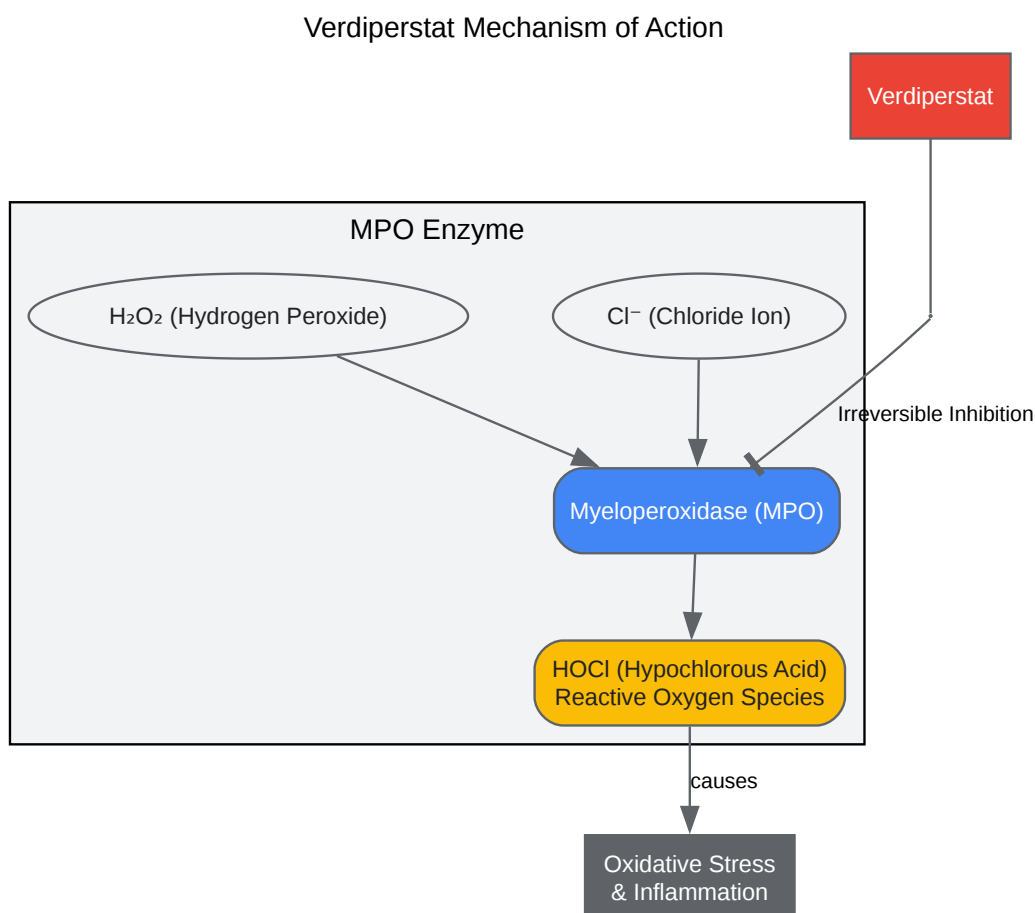 Verdiperstat Mechanism of Action
Verdiperstat
MPO Enzyme
H₂O₂ (Hydrogen Peroxide)
Cl⁻ (Chloride Ion)
Irreversible Inhibition
Myeloperoxidase (MPO)
HOCl (Hypochlorous Acid)
Reactive Oxygen Species
causes
Oxidative Stress
& Inflammation